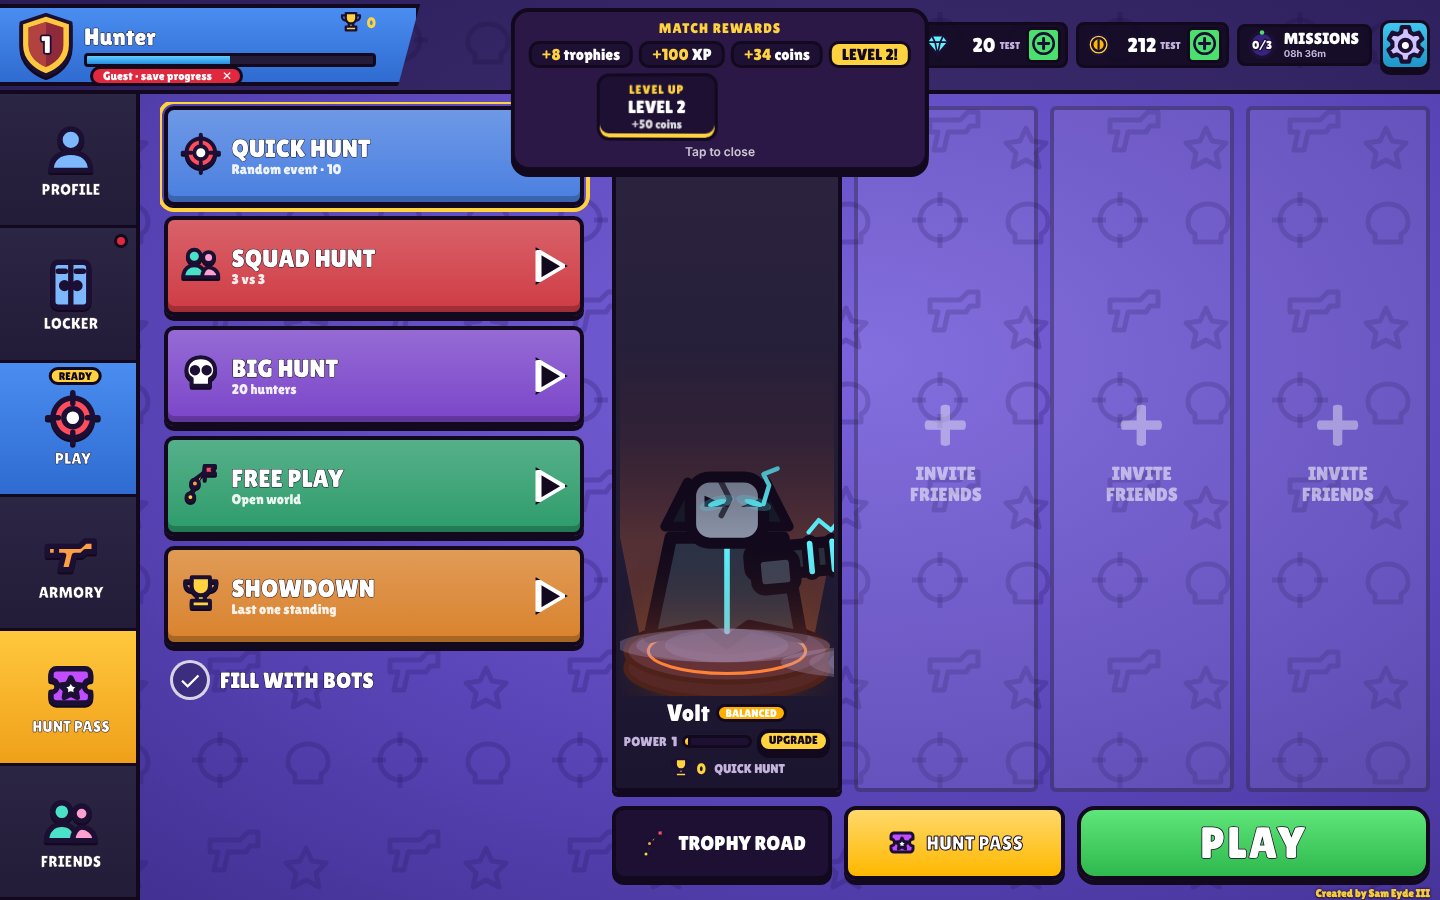 1
Hunter
0
Guest · save progress ×
MATCH REWARDS
+8 trophies
+100 XP
+34 coins
LEVEL 2!
LEVEL UP
LEVEL 2
+50 coins
Tap to close
20 TEST
212 TEST
0/3
MISSIONS
08h 36m
PROFILE
LOCKER
READY
PLAY
ARMORY
HUNT PASS
FRIENDS
QUICK HUNT
Random event · 10
SQUAD HUNT
3 vs 3
BIG HUNT
20 hunters
FREE PLAY
Open world
SHOWDOWN
Last one standing
FILL WITH BOTS
Volt BALANCED
POWER 1 UPGRADE
0 QUICK HUNT
INVITE
FRIENDS
INVITE
FRIENDS
INVITE
FRIENDS
TROPHY ROAD
HUNT PASS
PLAY
Created by Sam Eyde III